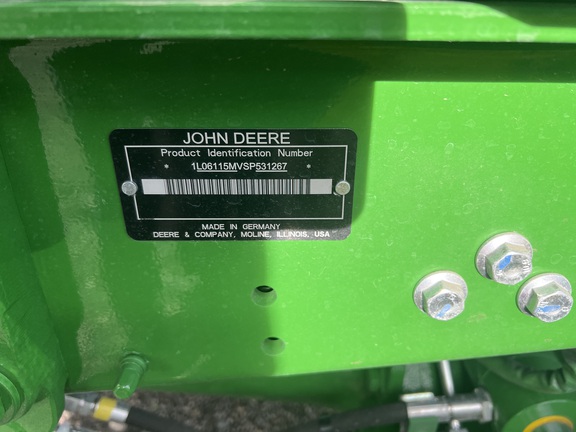 JOHN DEERE
Product Identification Number
* 1L06115MVSP531267 *
MADE IN GERMANY
DEERE & COMPANY, MOLINE, ILLINOIS, USA